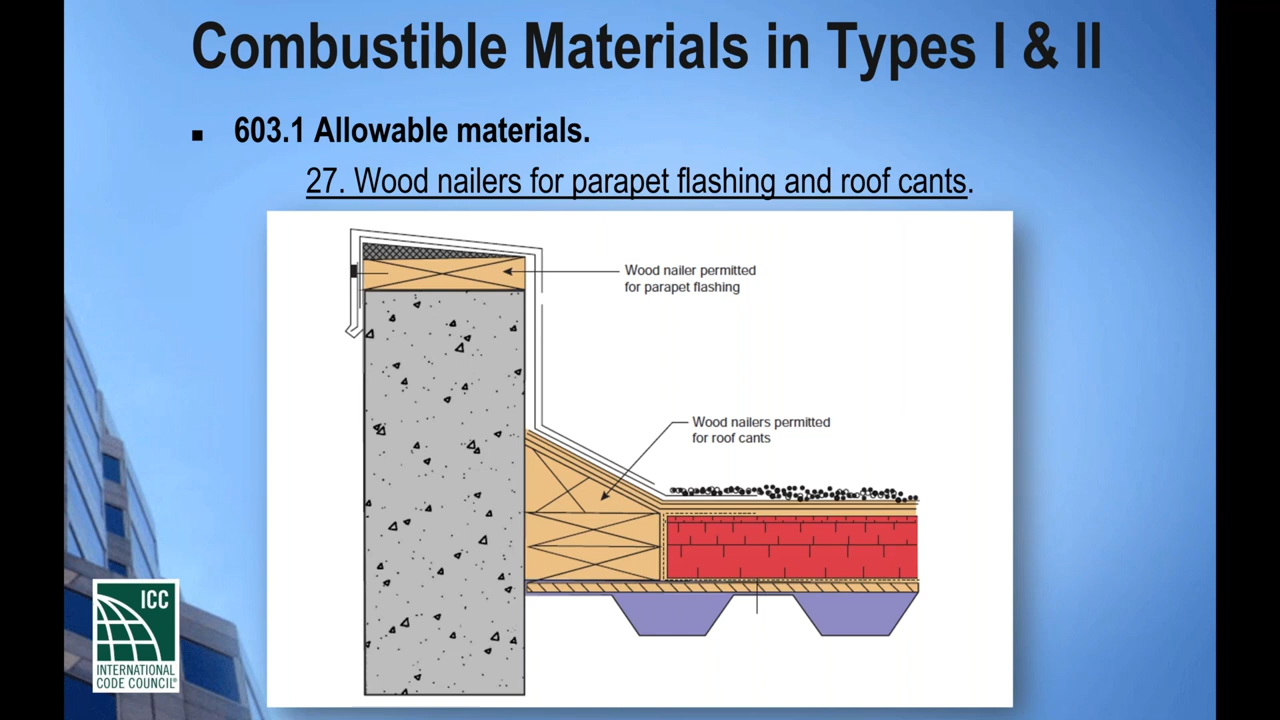 Combustible Materials in Types I & II
▪ 603.1 Allowable materials.
27. Wood nailers for parapet flashing and roof cants.
Wood nailer permitted
for parapet flashing
Wood nailers permitted
for roof cants
ICC
INTERNATIONAL
CODE COUNCIL®